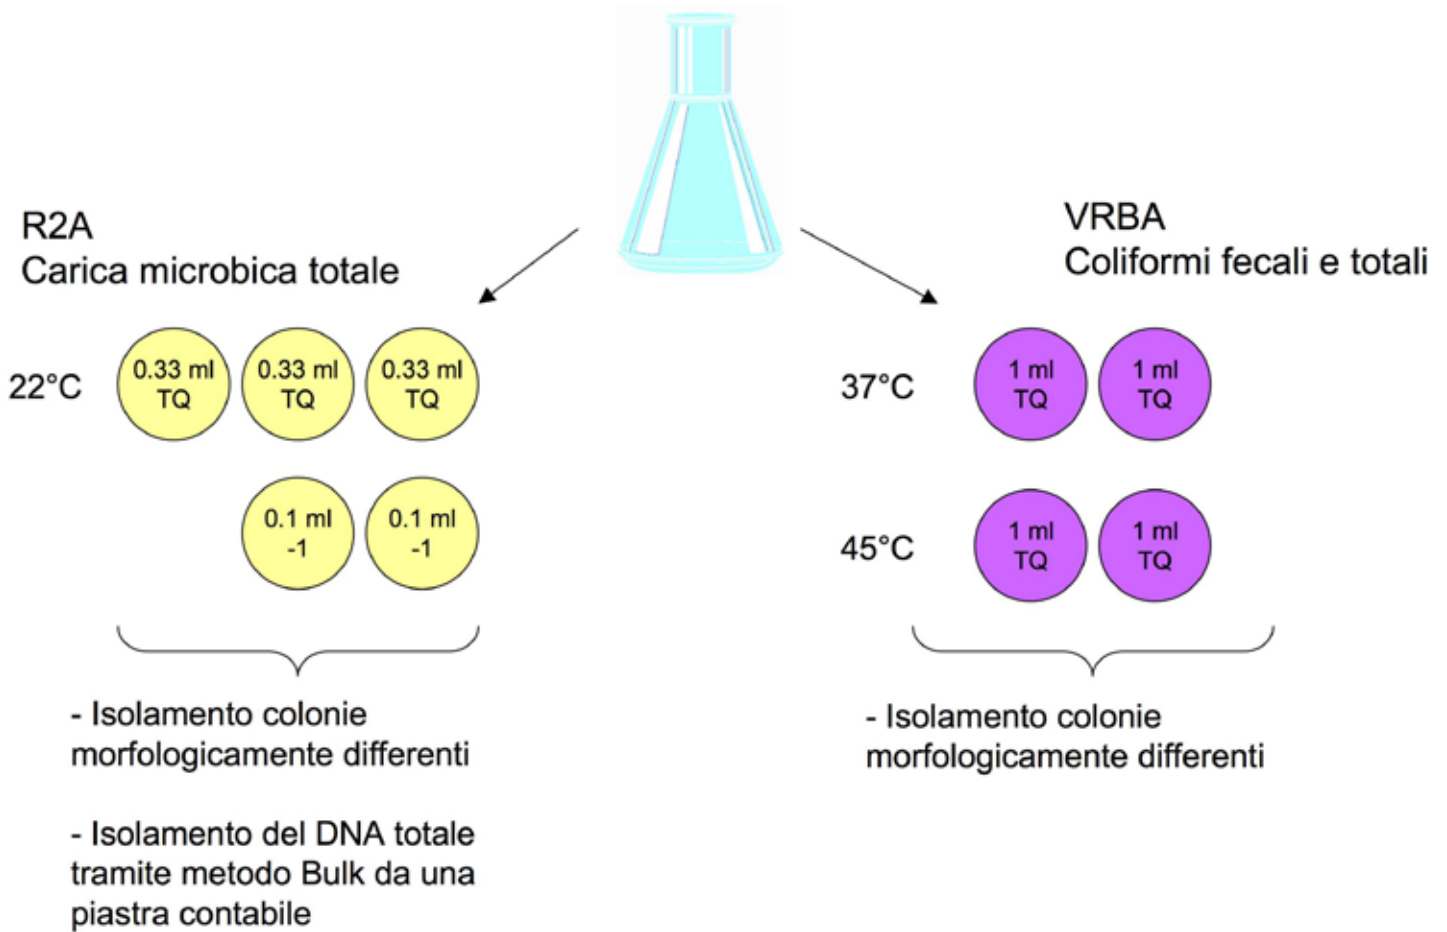 R2A
Carica microbica totale
22°C
0.33 ml
TQ
0.33 ml
TQ
0.33 ml
TQ
0.1 ml
-1
0.1 ml
-1
- Isolamento colonie
morfologicamente differenti
- Isolamento del DNA totale
tramite metodo Bulk da una
piastra contabile
VRBA
Coliformi fecali e totali
37°C
1 ml
TQ
1 ml
TQ
45°C
1 ml
TQ
1 ml
TQ
- Isolamento colonie
morfologicamente differenti